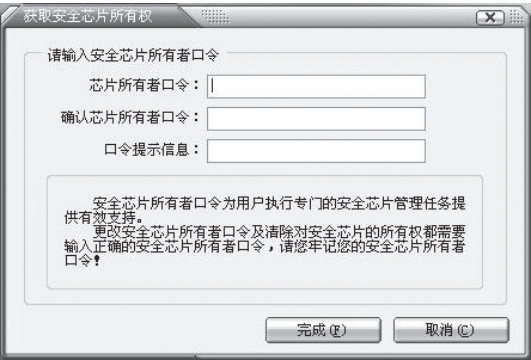 获取安全芯片所有权
请输入安全芯片所有者口令
芯片所有者口令：
确认芯片所有者口令：
口令提示信息：
安全芯片所有者口令为用户执行专门的安全芯片管理任务提
供有效支持。
更改安全芯片所有者口令及清除对安全芯片的所有权都需要
输入正确的安全芯片所有者口令，请您牢记您的安全芯片所有者
口令！
完成(F) 取消(C)